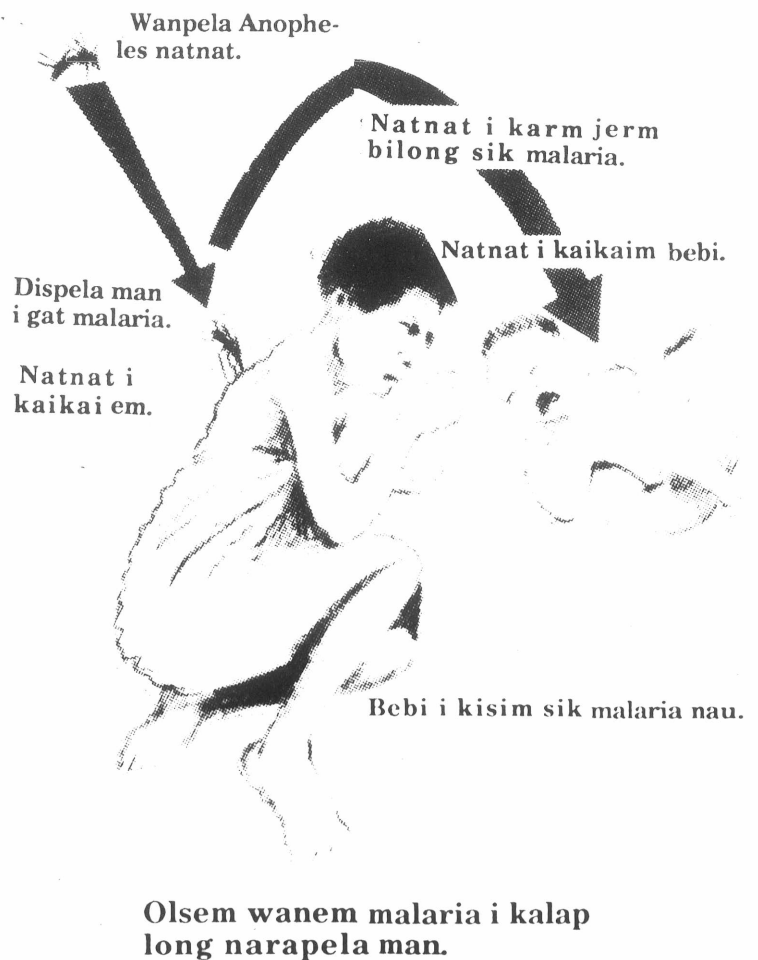 Wanpela Anophe-
les natnat.
Natnat i karm jerm
bilong sik malaria.
Natnat i kaikaim bebi.
Dispela man
i gat malaria.
Natnat i
kaikai em.
Bebi i kisim sik malaria nau.
Olsem wanem malaria i kalap
long narapela man.